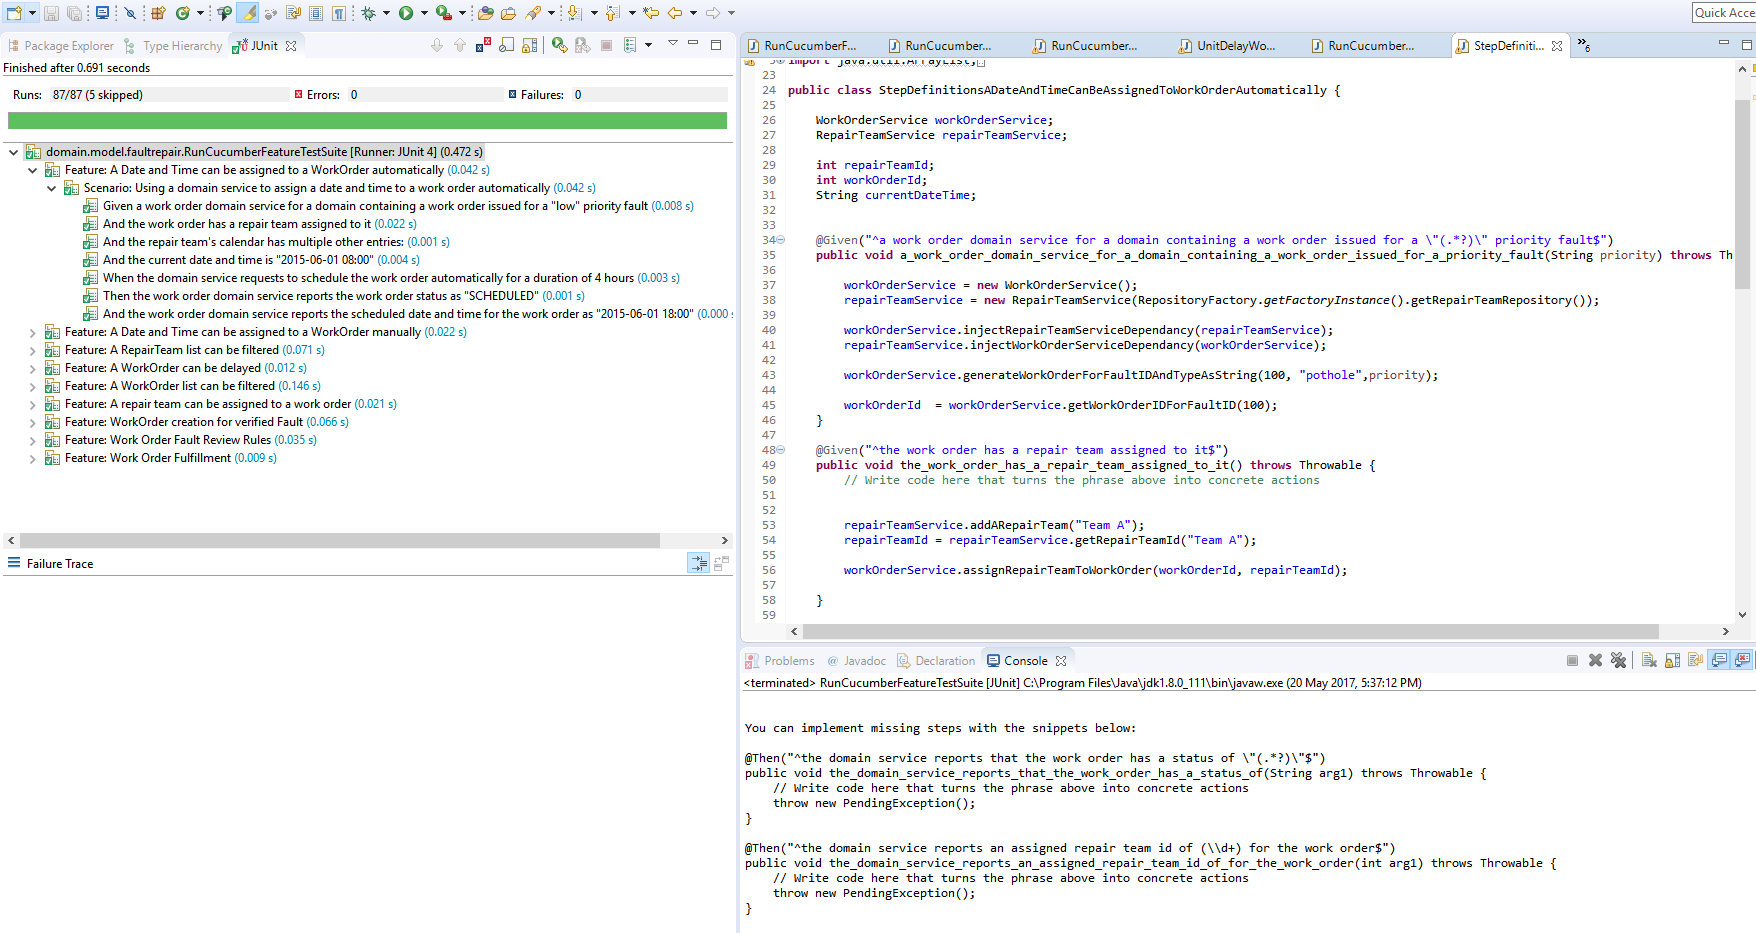 Quick Acce
Package Explorer
Type Hierarchy
JUnit
Finished after 0.691 seconds
Runs: 87/87 (5 skipped)
Errors: 0
Failures: 0
domain.model.faultrepair.RunCucumberFeatureTestSuite [Runner: JUnit 4] (0.472 s)
Feature: A Date and Time can be assigned to a WorkOrder automatically (0.042 s)
Scenario: Using a domain service to assign a date and time to a work order automatically (0.042 s)
Given a work order domain service for a domain containing a work order issued for a "low" priority fault (0.008 s)
And the work order has a repair team assigned to it (0.022 s)
And the repair team's calendar has multiple other entries: (0.001 s)
And the current date and time is "2015-06-01 08:00" (0.004 s)
When the domain service requests to schedule the work order automatically for a duration of 4 hours (0.003 s)
Then the work order domain service reports the work order status as "SCHEDULED" (0.001 s)
And the work order domain service reports the scheduled date and time for the work order as "2015-06-01 18:00" (0.000
Feature: A Date and Time can be assigned to a WorkOrder manually (0.022 s)
Feature: A RepairTeam list can be filtered (0.071 s)
Feature: A WorkOrder can be delayed (0.012 s)
Feature: A WorkOrder list can be filtered (0.146 s)
Feature: A repair team can be assigned to a work order (0.021 s)
Feature: WorkOrder creation for verified Fault (0.066 s)
Feature: Work Order Fault Review Rules (0.035 s)
Feature: Work Order Fulfillment (0.009 s)
Failure Trace
RunCucumberF...
RunCucumber...
RunCucumber...
UnitDelayWo...
RunCucumber...
StepDefiniti...
6
import java.util.ArrayList;
23
24 public class StepDefinitionsADateAndTimeCanBeAssignedToWorkOrderAutomatically {
25
26 WorkOrderService workOrderService;
27 RepairTeamService repairTeamService;
28
29 int repairTeamId;
30 int workOrderId;
31 String currentDateTime;
32
33
34 @Given("^a work order domain service for a domain containing a work order issued for a \"(.*?)\" priority fault$")
35 public void a_work_order_domain_service_for_a_domain_containing_a_work_order_issued_for_a_priority_fault(String priority) throws Th
36
37 workOrderService = new WorkOrderService();
38 repairTeamService = new RepairTeamService(RepositoryFactory.getFactoryInstance().getRepairTeamRepository());
39
40 workOrderService.injectRepairTeamServiceDependancy(repairTeamService);
41 repairTeamService.injectWorkOrderServiceDependancy(workOrderService);
42
43 workOrderService.generateWorkOrderForFaultIDAndTypeAsString(100, "pothole",priority);
44
45 workOrderId = workOrderService.getWorkOrderIDForFaultID(100);
46 }
47
48 @Given("^the work order has a repair team assigned to it$")
49 public void the_work_order_has_a_repair_team_assigned_to_it() throws Throwable {
50 // Write code here that turns the phrase above into concrete actions
51
52
53 repairTeamService.addARepairTeam("Team A");
54 repairTeamId = repairTeamService.getRepairTeamId("Team A");
55
56 workOrderService.assignRepairTeamToWorkOrder(workOrderId, repairTeamId);
57
58 }
59
Problems
@ Javadoc
Declaration
Console
<terminated> RunCucumberFeatureTestSuite [JUnit] C:\Program Files\Java\jdk1.8.0_111\bin\javaw.exe (20 May 2017, 5:37:12 PM)
You can implement missing steps with the snippets below:
@Then("^the domain service reports that the work order has a status of \"(.*?)\"$")
public void the_domain_service_reports_that_the_work_order_has_a_status_of(String arg1) throws Throwable {
// Write code here that turns the phrase above into concrete actions
throw new PendingException();
}
@Then("^the domain service reports an assigned repair team id of (\\d+) for the work order$")
public void the_domain_service_reports_an_assigned_repair_team_id_of_for_the_work_order(int arg1) throws Throwable {
// Write code here that turns the phrase above into concrete actions
throw new PendingException();
}